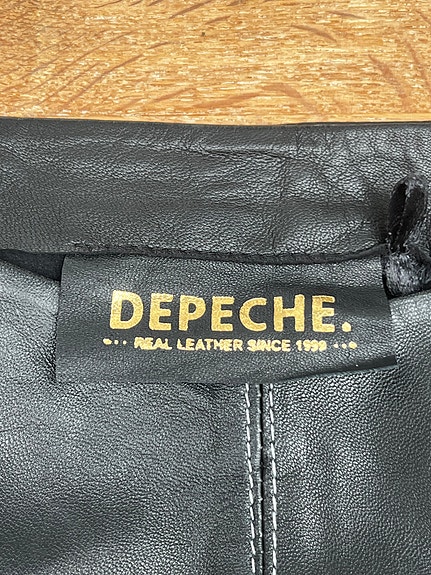 DEPECHE.
••• REAL LEATHER SINCE 1999 •••